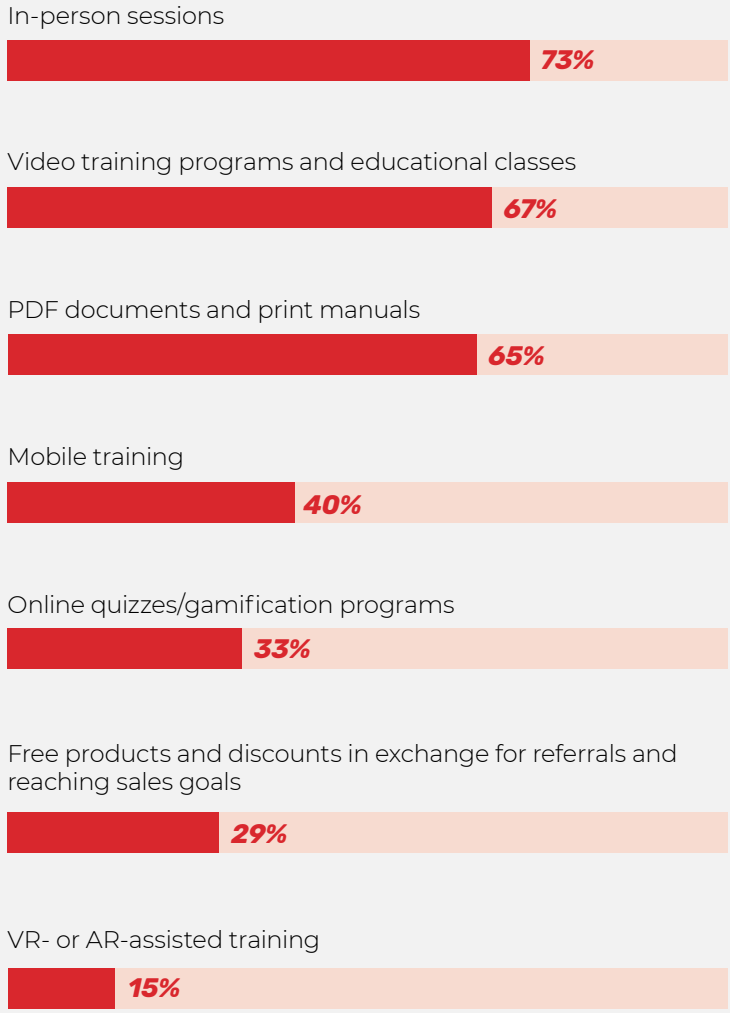 In-person sessions
73%
Video training programs and educational classes
67%
PDF documents and print manuals
65%
Mobile training
40%
Online quizzes/gamification programs
33%
Free products and discounts in exchange for referrals and
reaching sales goals
29%
VR- or AR-assisted training
15%